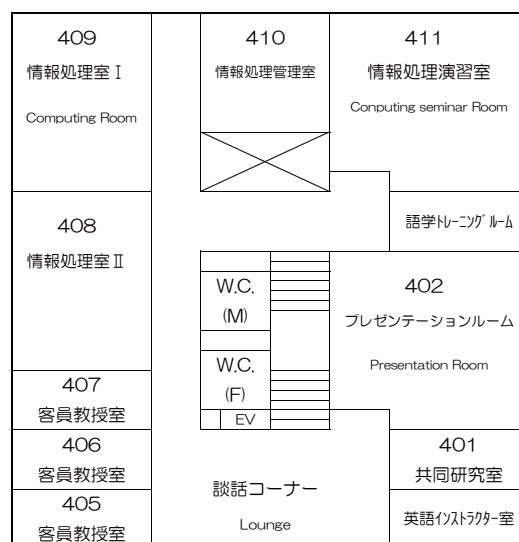 409
情報処理室Ⅰ
Computing Room
410
情報処理管理室
411
情報処理演習室
Conputing seminar Room
語学トレーニングルーム
408
情報処理室Ⅱ
W.C.
(M)
402
プレゼンテーションルーム
Presentation Room
W.C.
(F)
EV
407
客員教授室
406
客員教授室
405
客員教授室
談話コーナー
Lounge
401
共同研究室
英語インストラクター室